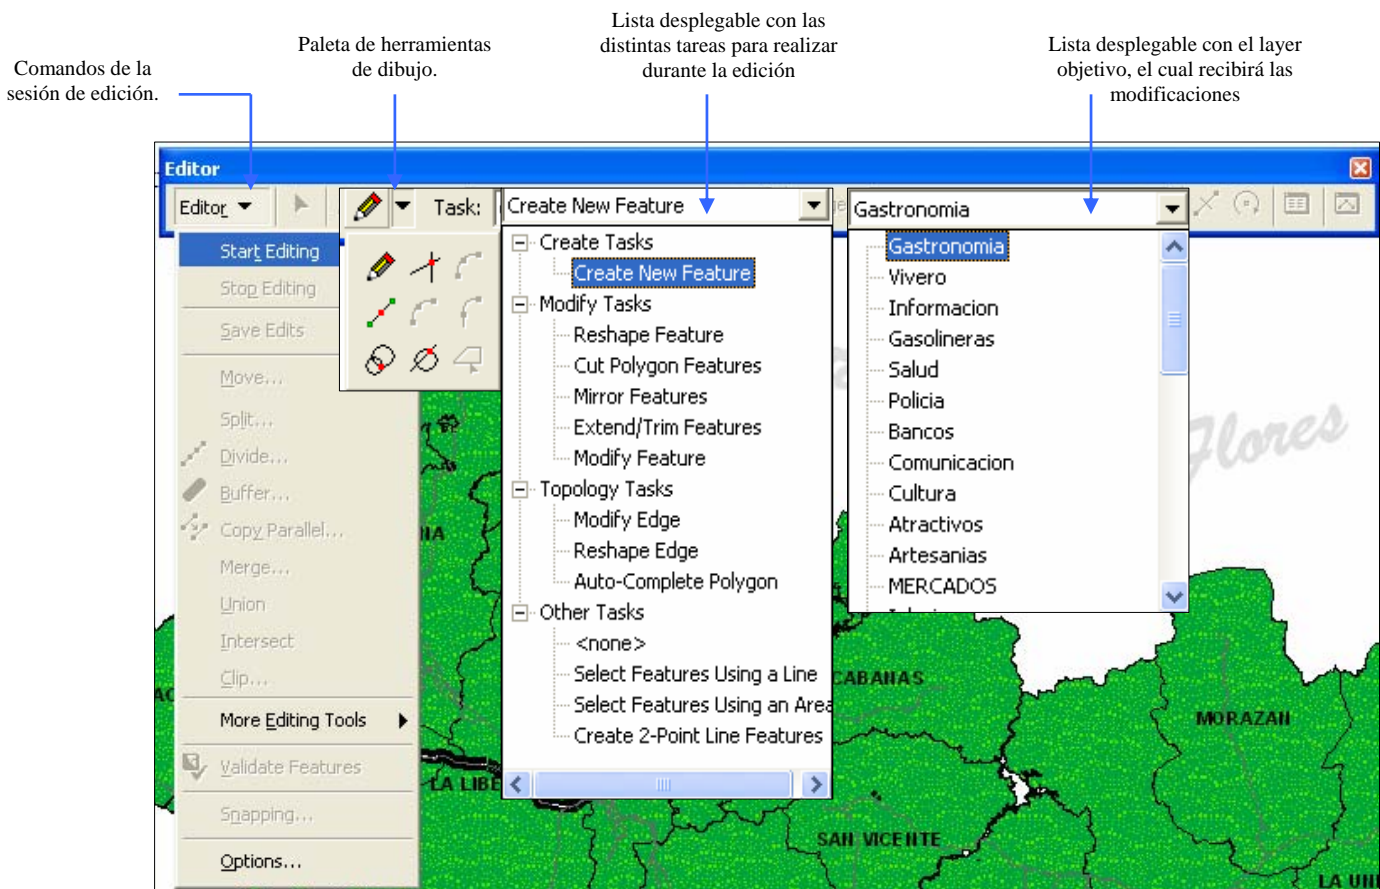 Lista desplegable con las
distintas tareas para realizar
durante la edición
Paleta de herramientas
de dibujo.
Lista desplegable con el layer
objetivo, el cual recibirá las
modificaciones
Comandos de la
sesión de edición.
Editor
Editor
Task:
Create New Feature
Gastronomia
Start Editing
Stop Editing
Save Edits
Move...
Split...
Divide...
Buffer...
Copy Parallel...
Merge...
Union
Intersect
Clip...
More Editing Tools
Validate Features
Snapping...
Options...
Create Tasks
Create New Feature
Modify Tasks
Reshape Feature
Cut Polygon Features
Mirror Features
Extend/Trim Features
Modify Feature
Topology Tasks
Modify Edge
Reshape Edge
Auto-Complete Polygon
Other Tasks
<none>
Select Features Using a Line
Select Features Using an Area
Create 2-Point Line Features
Gastronomia
Vivero
Informacion
Gasolineras
Salud
Policia
Bancos
Comunicacion
Cultura
Atractivos
Artesanias
MERCADOS
Flores
CABANAS
MORAZAN
LA LIBE
SAN VICENTE
LA UNI